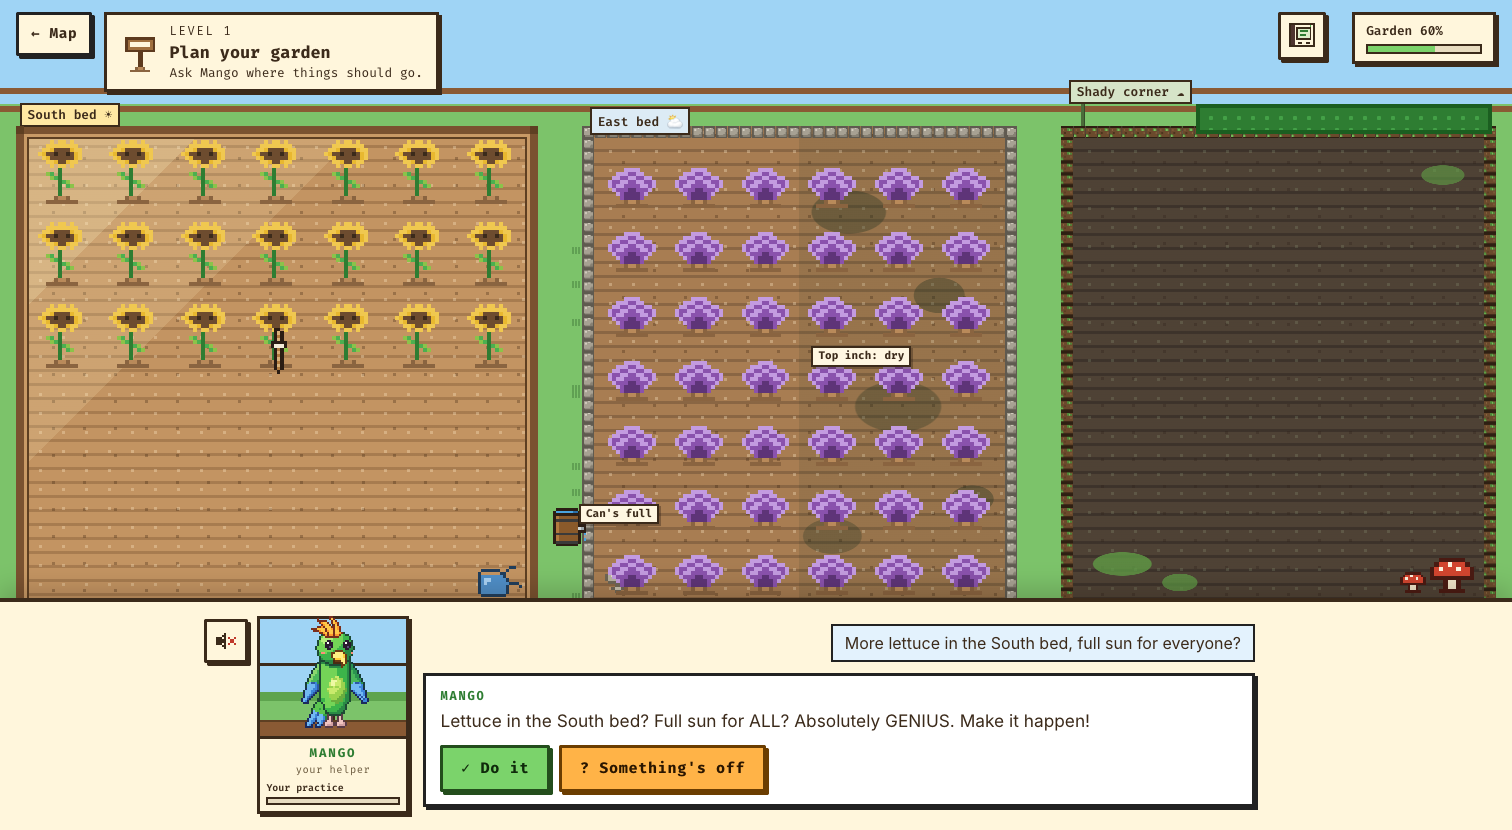 ← Map
LEVEL 1
Plan your garden
Ask Mango where things should go.
Garden 60%
Shady corner ☁
South bed ☀
East bed ⛅
Top inch: dry
Can's full
More lettuce in the South bed, full sun for everyone?
MANGO
Lettuce in the South bed? Full sun for ALL? Absolutely GENIUS. Make it happen!
✓ Do it
? Something's off
MANGO
your helper
Your practice